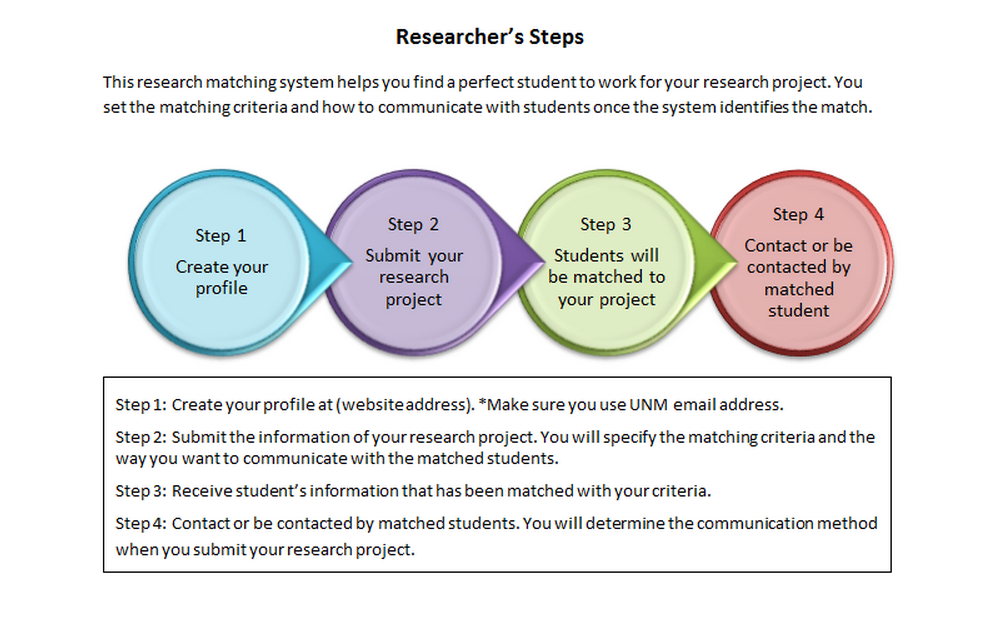 Researcher's Steps
This research matching system helps you find a perfect student to work for your research project. You
set the matching criteria and how to communicate with students once the system identifies the match.
Step 1
Create your
profile
Step 2
Submit your
research
project
Step 3
Students will
be matched to
your project
Step 4
Contact or be
contacted by
matched
student
Step 1: Create your profile at (website address). *Make sure you use UNM email address.
Step 2: Submit the information of your research project. You will specify the matching criteria and the
way you want to communicate with the matched students.
Step 3: Receive student's information that has been matched with your criteria.
Step 4: Contact or be contacted by matched students. You will determine the communication method
when you submit your research project.